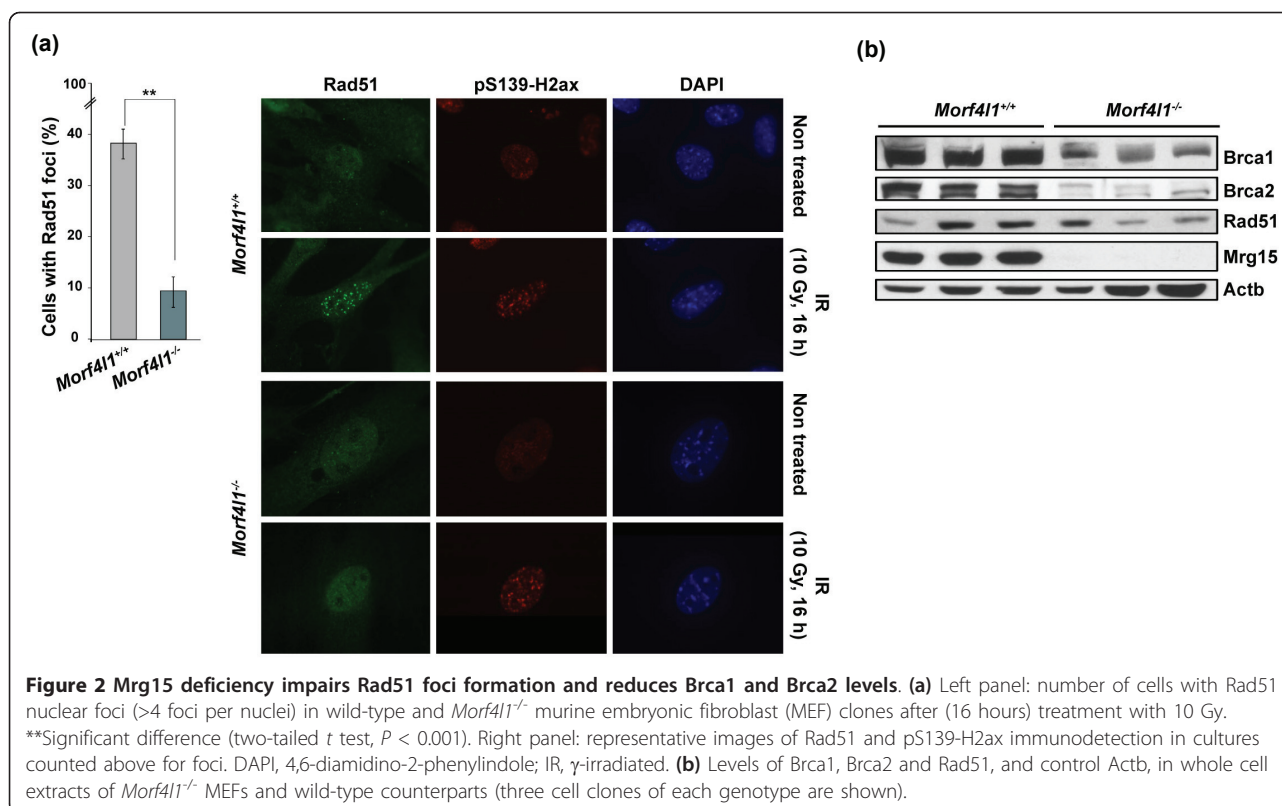 (a)
100
40
30
20
10
0
Cells with Rad51 foci (%)
**
Morf4l1+/+
Morf4l1-/-
Rad51
pS139-H2ax
DAPI
Morf4l1+/+
Non treated
IR
(10 Gy, 16 h)
Morf4l1-/-
Non treated
IR
(10 Gy, 16 h)
(b)
Morf4l1+/+
Morf4l1-/-
Brca1
Brca2
Rad51
Mrg15
Actb
Figure 2 Mrg15 deficiency impairs Rad51 foci formation and reduces Brca1 and Brca2 levels. (a) Left panel: number of cells with Rad51
nuclear foci (>4 foci per nuclei) in wild-type and Morf4l1-/- murine embryonic fibroblast (MEF) clones after (16 hours) treatment with 10 Gy.
**Significant difference (two-tailed t test, P < 0.001). Right panel: representative images of Rad51 and pS139-H2ax immunodetection in cultures
counted above for foci. DAPI, 4,6-diamidino-2-phenylindole; IR, γ-irradiated. (b) Levels of Brca1, Brca2 and Rad51, and control Actb, in whole cell
extracts of Morf4l1-/- MEFs and wild-type counterparts (three cell clones of each genotype are shown).